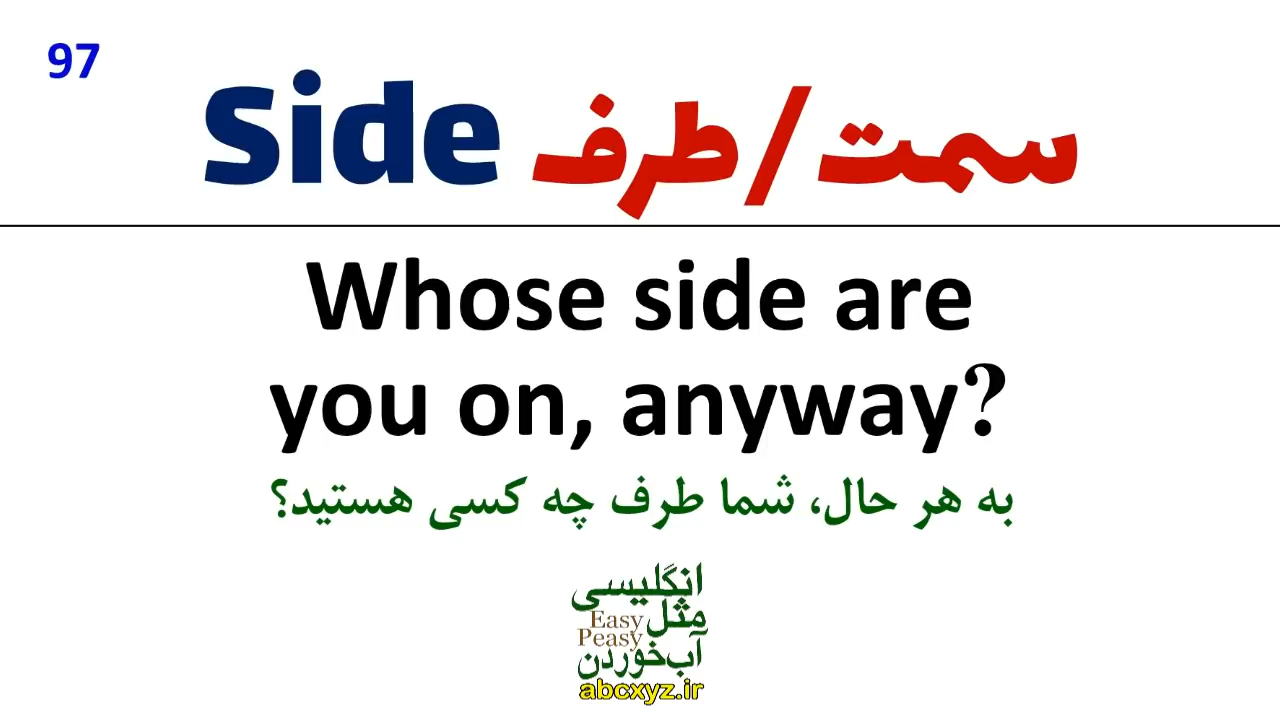 97
Side سمت/طرف
Whose side are
you on, anyway?
به هر حال، شما طرف چه کسی هستید؟
انگلیسی
مثل Easy
Peasy
آب‌خوردن
abcxyz.ir